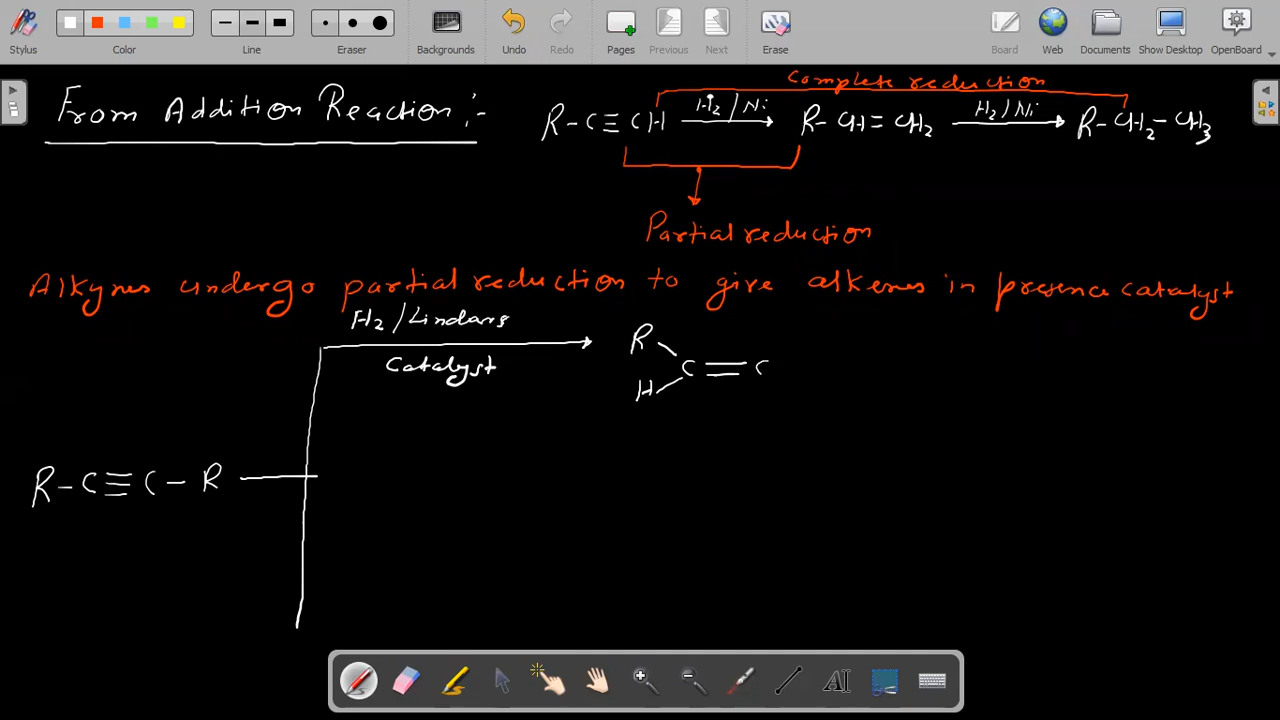 Stylus Color Line Eraser Backgrounds Undo Redo Pages Previous Next Erase Board Web Documents Show Desktop OpenBoard
Complete reduction
From Addition Reaction :-
R-C≡CH H2/Ni R-CH=CH2 H2/Ni R-CH2-CH3
Partial reduction
Alkynes undergo partial reduction to give alkenes in presence catalyst
H2/Lindars
Catalyst
R
C=C
H
R-C≡C-R